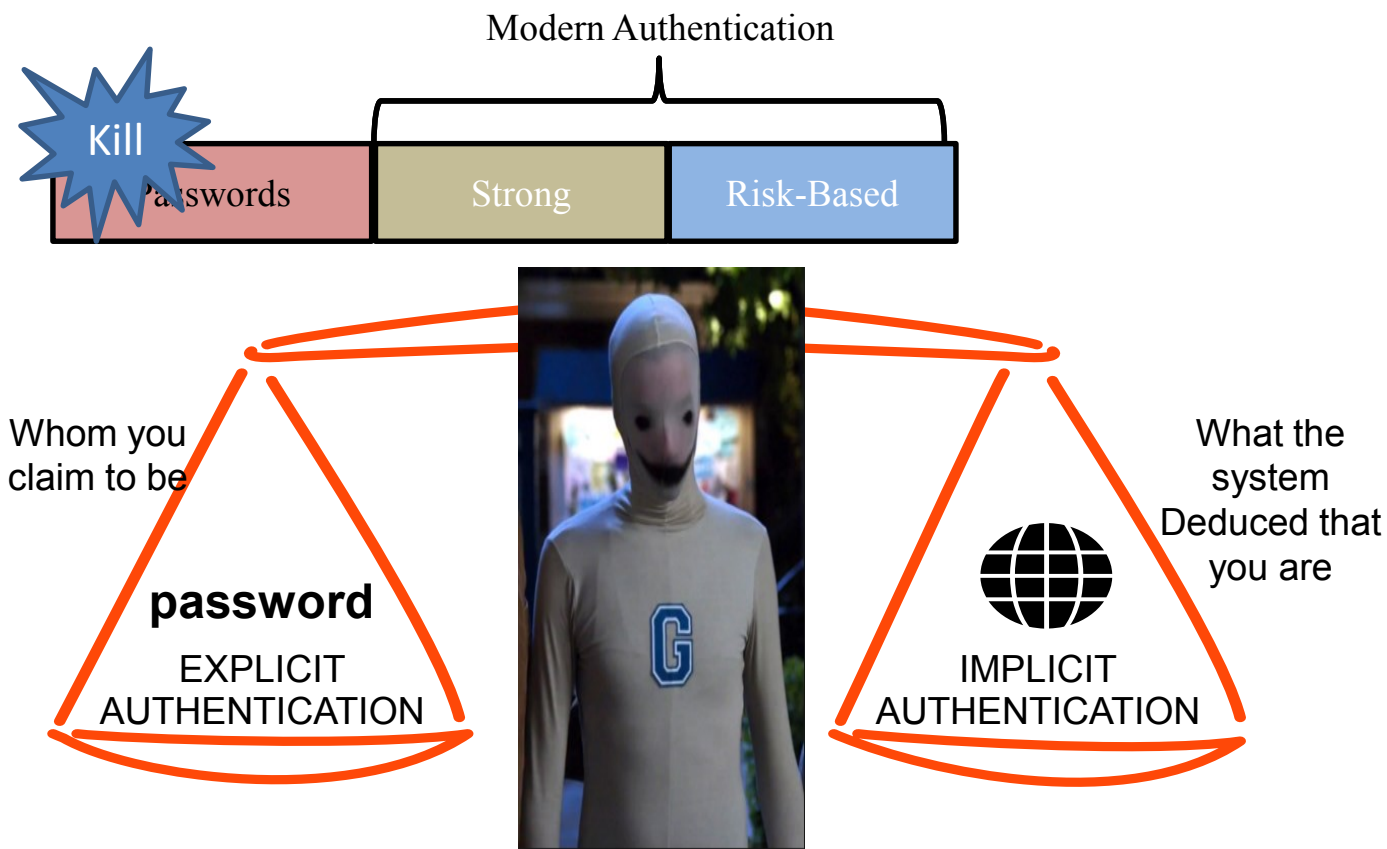 Modern Authentication
Kill
Passwords
Strong
Risk-Based
Whom you
claim to be
What the
system
Deduced that
you are
password
EXPLICIT
AUTHENTICATION
G
IMPLICIT
AUTHENTICATION